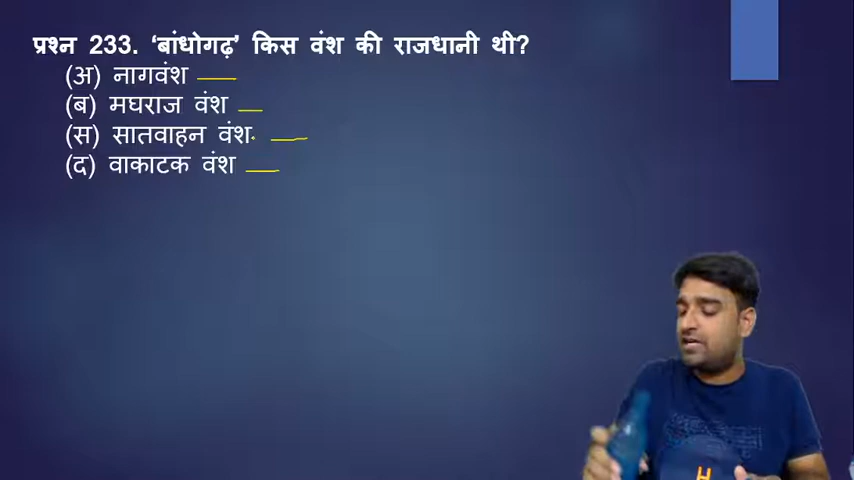 प्रश्न 233. 'बांधोगढ़' किस वंश की राजधानी थी?
(अ) नागवंश
(ब) मघराज वंश
(स) सातवाहन वंश
(द) वाकाटक वंश